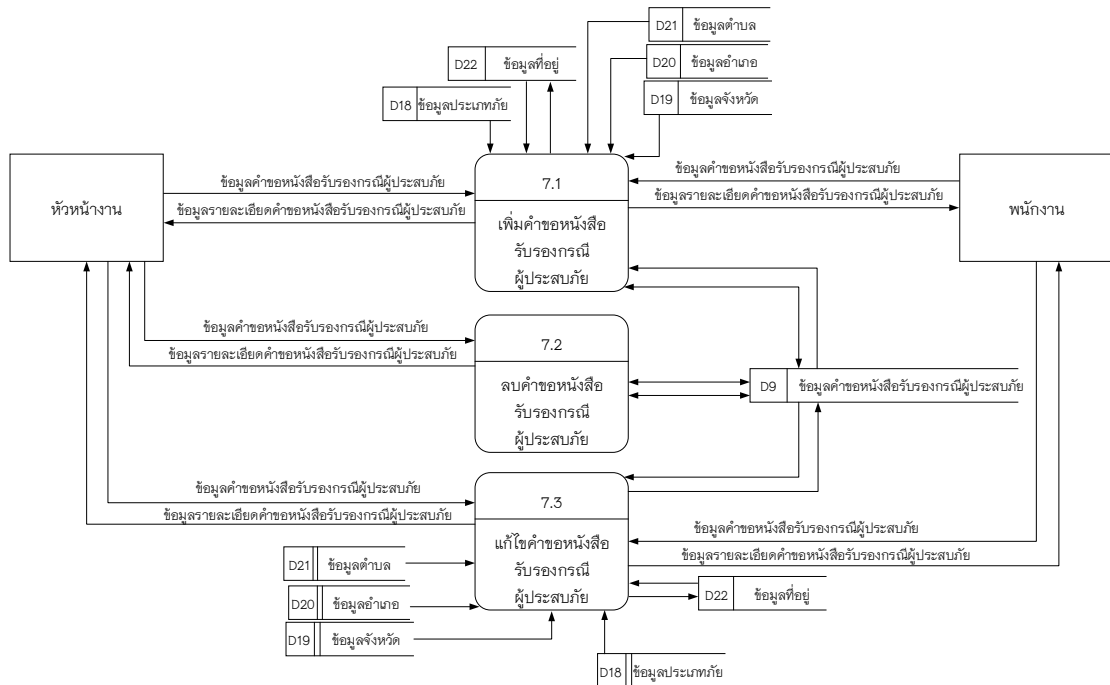 D21 ข้อมูลตำบล
D22 ข้อมูลที่อยู่
D20 ข้อมูลอำเภอ
D18 ข้อมูลประเภทภัย
D19 ข้อมูลจังหวัด
หัวหน้างาน
ข้อมูลคำขอหนังสือรับรองกรณีผู้ประสบภัย
ข้อมูลรายละเอียดคำขอหนังสือรับรองกรณีผู้ประสบภัย
7.1
เพิ่มคำขอหนังสือ
รับรองกรณี
ผู้ประสบภัย
ข้อมูลคำขอหนังสือรับรองกรณีผู้ประสบภัย
ข้อมูลรายละเอียดคำขอหนังสือรับรองกรณีผู้ประสบภัย
พนักงาน
ข้อมูลคำขอหนังสือรับรองกรณีผู้ประสบภัย
ข้อมูลรายละเอียดคำขอหนังสือรับรองกรณีผู้ประสบภัย
7.2
ลบคำขอหนังสือ
รับรองกรณี
ผู้ประสบภัย
D9 ข้อมูลคำขอหนังสือรับรองกรณีผู้ประสบภัย
ข้อมูลคำขอหนังสือรับรองกรณีผู้ประสบภัย
ข้อมูลรายละเอียดคำขอหนังสือรับรองกรณีผู้ประสบภัย
7.3
แก้ไขคำขอหนังสือ
รับรองกรณี
ผู้ประสบภัย
ข้อมูลคำขอหนังสือรับรองกรณีผู้ประสบภัย
ข้อมูลรายละเอียดคำขอหนังสือรับรองกรณีผู้ประสบภัย
D21 ข้อมูลตำบล
D20 ข้อมูลอำเภอ
D22 ข้อมูลที่อยู่
D19 ข้อมูลจังหวัด
D18 ข้อมูลประเภทภัย